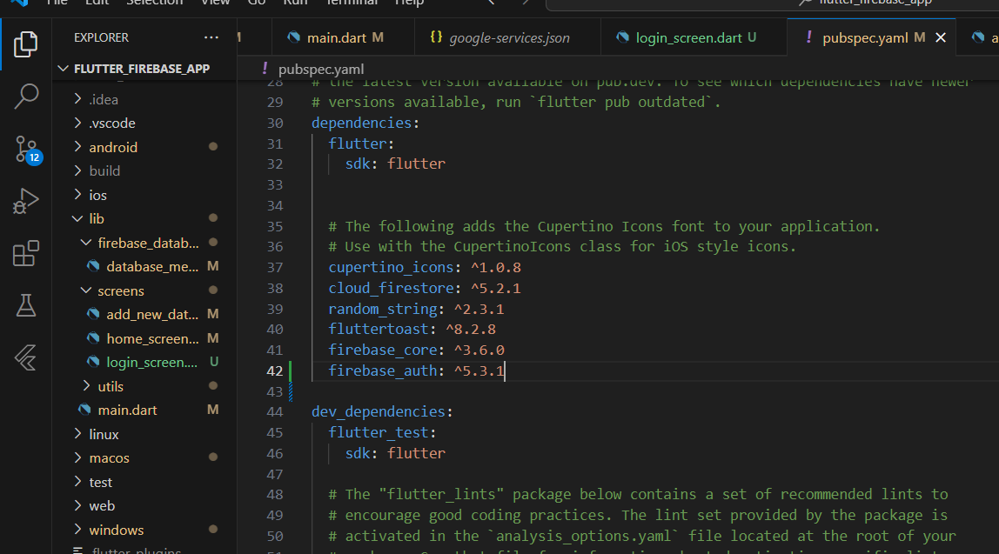 File Edit Selection View Go Run Terminal Help
flutter_firebase_app
EXPLORER ...
M
main.dart M
{} google-services.json
login_screen.dart U
! pubspec.yaml M
FLUTTER_FIREBASE_APP
! pubspec.yaml
.idea
.vscode
android
build
ios
lib
firebase_datab...
database_me... M
screens
add_new_dat... M
home_screen... M
login_screen.... U
utils
main.dart M
linux
macos
test
web
windows
.flutter-plugins
12
28 # the latest version available on pub.dev. To see which dependencies have newer
29 # versions available, run `flutter pub outdated`.
30 dependencies:
31 flutter:
32 sdk: flutter
33
34
35 # The following adds the Cupertino Icons font to your application.
36 # Use with the CupertinoIcons class for iOS style icons.
37 cupertino_icons: ^1.0.8
38 cloud_firestore: ^5.2.1
39 random_string: ^2.3.1
40 fluttertoast: ^8.2.8
41 firebase_core: ^3.6.0
42 firebase_auth: ^5.3.1
43
44 dev_dependencies:
45 flutter_test:
46 sdk: flutter
47
48 # The "flutter_lints" package below contains a set of recommended lints to
49 # encourage good coding practices. The lint set provided by the package is
50 # activated in the `analysis_options.yaml` file located at the root of your